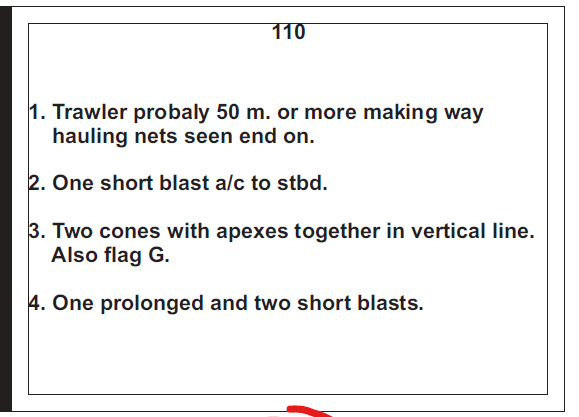 110
1. Trawler probaly 50 m. or more making way
hauling nets seen end on.
2. One short blast a/c to stbd.
3. Two cones with apexes together in vertical line.
Also flag G.
4. One prolonged and two short blasts.